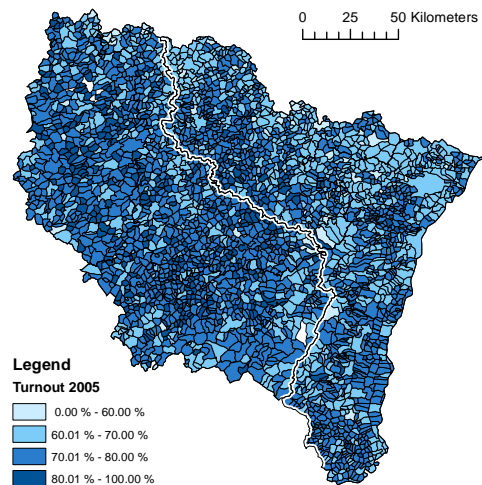 0 25 50 Kilometers
Legend
Turnout 2005
0.00 % - 60.00 %
60.01 % - 70.00 %
70.01 % - 80.00 %
80.01 % - 100.00 %